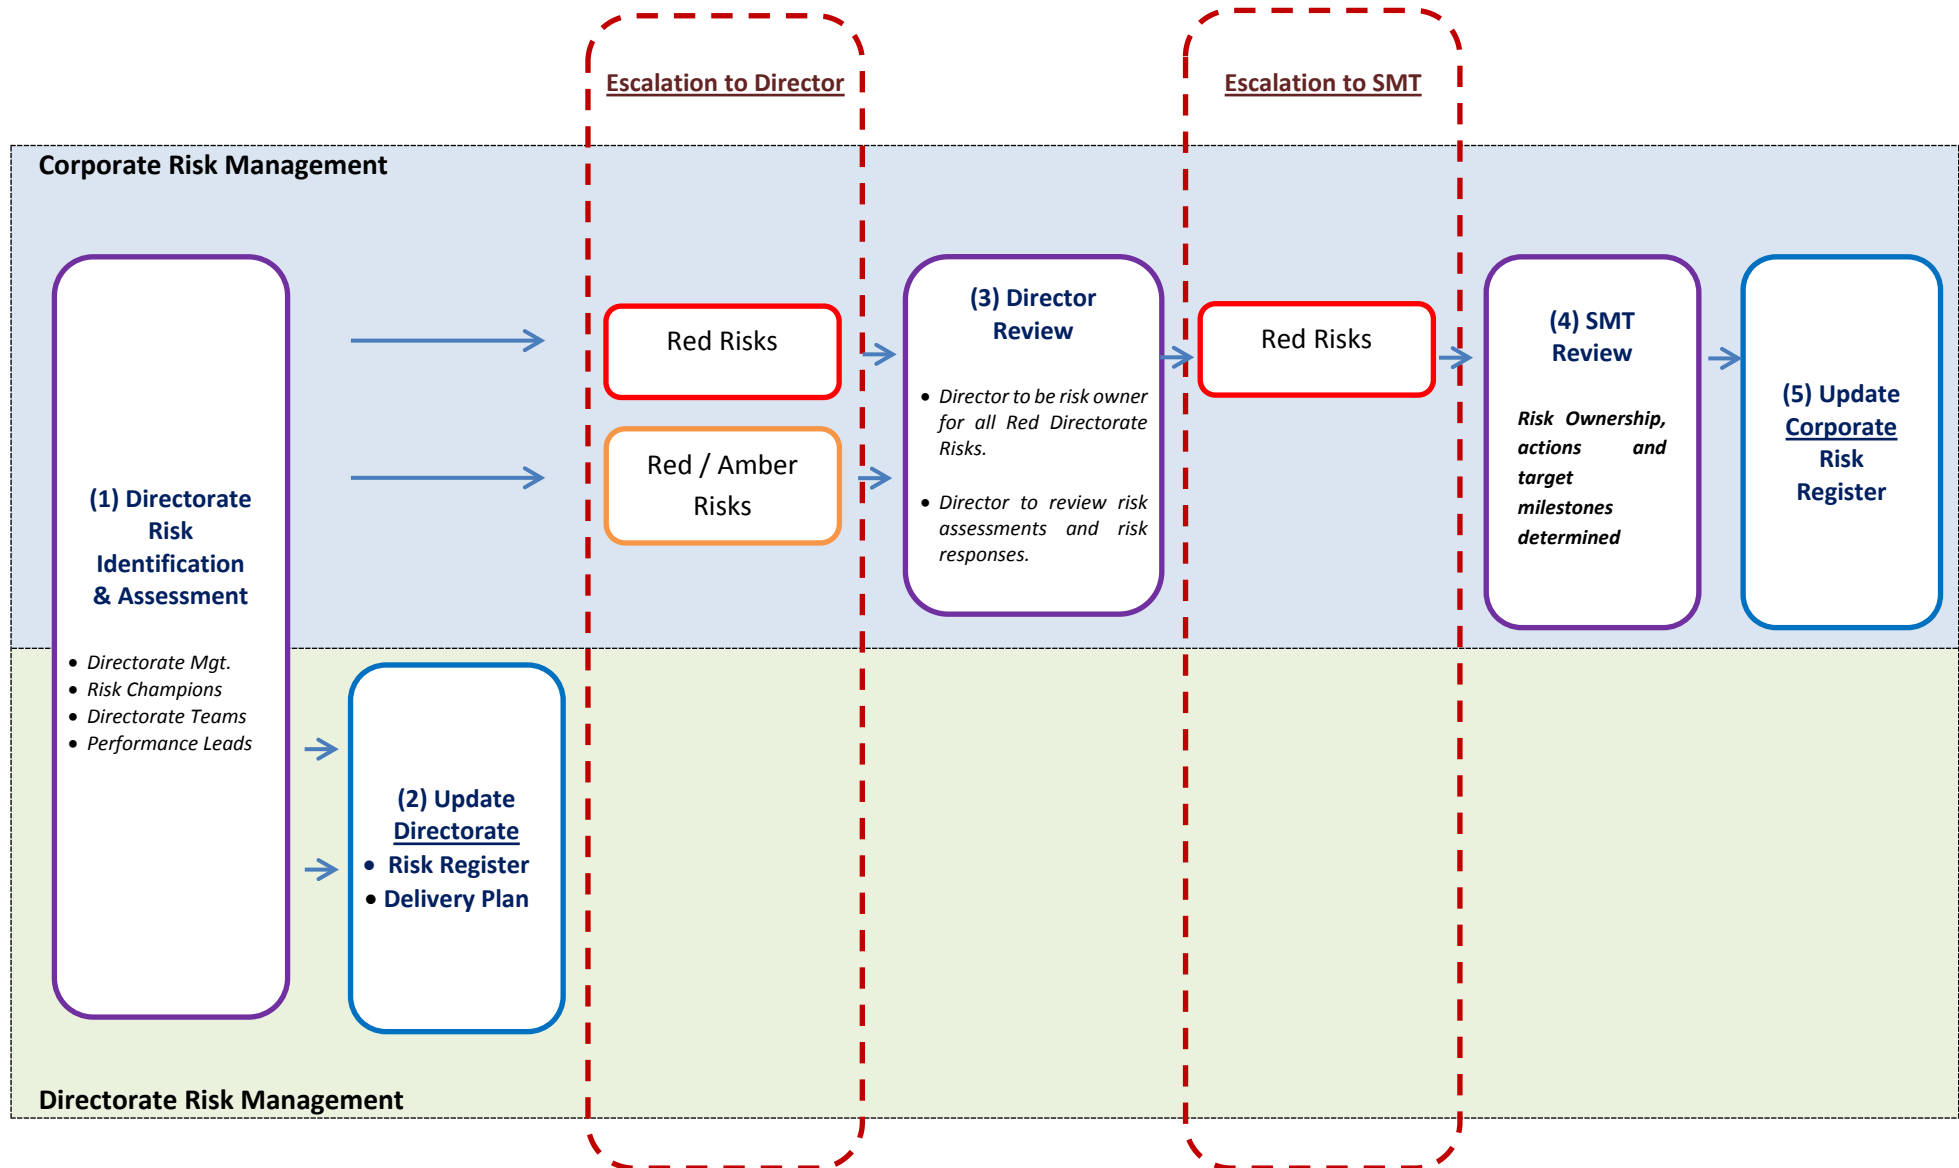 Escalation to Director
Escalation to SMT
Corporate Risk Management
(1) Directorate
Risk
Identification
& Assessment
• Directorate Mgt.
• Risk Champions
• Directorate Teams
• Performance Leads
(2) Update
Directorate
• Risk Register
• Delivery Plan
Red Risks
Red / Amber
Risks
(3) Director
Review
• Director to be risk owner
for all Red Directorate
Risks.
• Director to review risk
assessments and risk
responses.
Red Risks
(4) SMT
Review
Risk Ownership,
actions and
target
milestones
determined
(5) Update
Corporate
Risk
Register
Directorate Risk Management